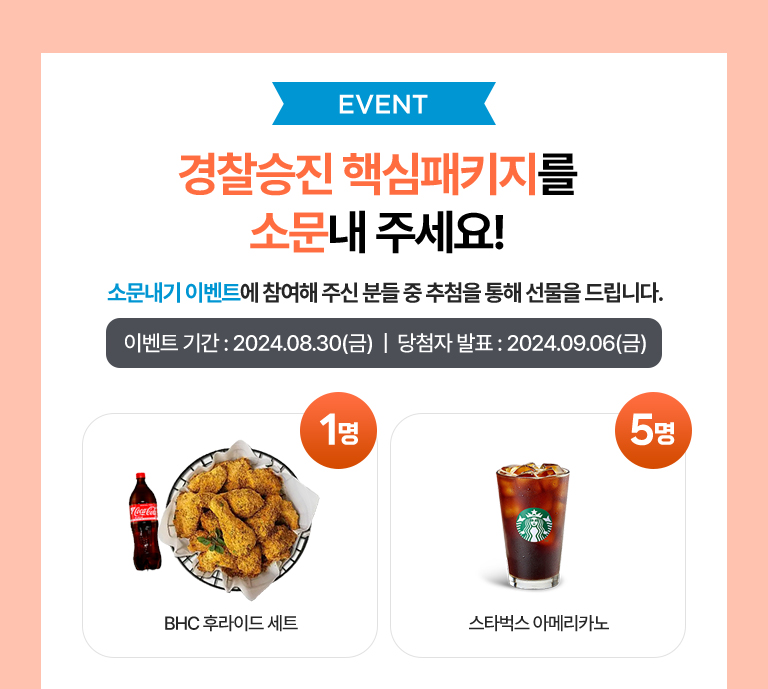 EVENT
경찰승진 핵심패키지를
소문내 주세요!
소문내기 이벤트에 참여해 주신 분들 중 추첨을 통해 선물을 드립니다.
이벤트 기간 : 2024.08.30(금) | 당첨자 발표 : 2024.09.06(금)
1명
5명
Coca-Cola
BHC 후라이드 세트
스타벅스 아메리카노